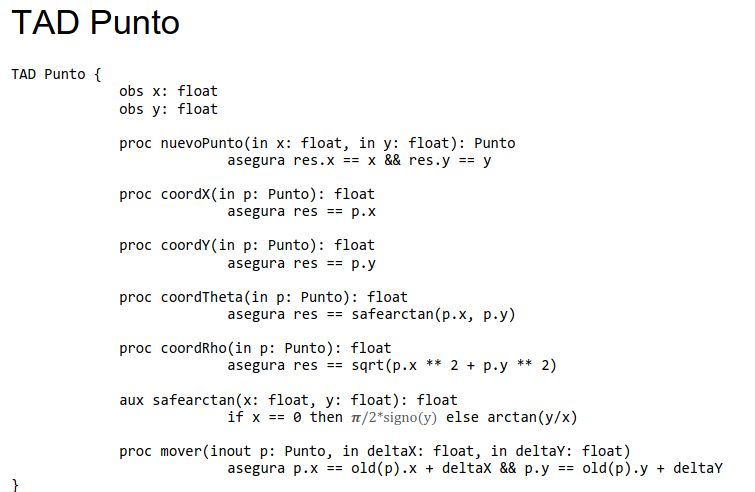 TAD Punto
TAD Punto {
obs x: float
obs y: float
proc nuevoPunto(in x: float, in y: float): Punto
asegura res.x == x && res.y == y
proc coordX(in p: Punto): float
asegura res == p.x
proc coordY(in p: Punto): float
asegura res == p.y
proc coordTheta(in p: Punto): float
asegura res == safearctan(p.x, p.y)
proc coordRho(in p: Punto): float
asegura res == sqrt(p.x ** 2 + p.y ** 2)
aux safearctan(x: float, y: float): float
if x == 0 then π/2*signo(y) else arctan(y/x)
proc mover(inout p: Punto, in deltaX: float, in deltaY: float)
asegura p.x == old(p).x + deltaX && p.y == old(p).y + deltaY
}